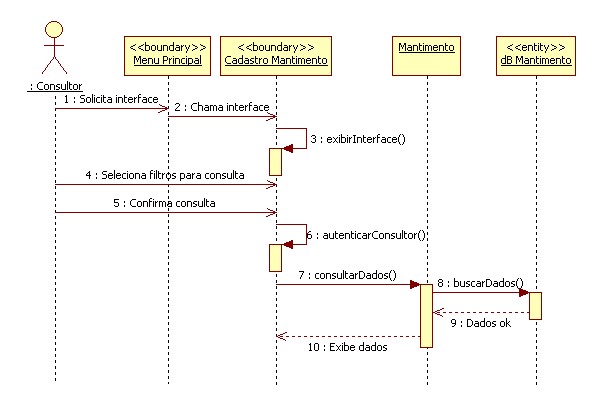 <<boundary>>
Menu Principal
<<boundary>>
Cadastro Mantimento
Mantimento
<<entity>>
dB Mantimento
: Consultor
1 : Solicita interface
2 : Chama interface
3 : exibirInterface()
4 : Seleciona filtros para consulta
5 : Confirma consulta
6 : autenticarConsultor()
7 : consultarDados()
8 : buscarDados()
9 : Dados ok
10 : Exibe dados